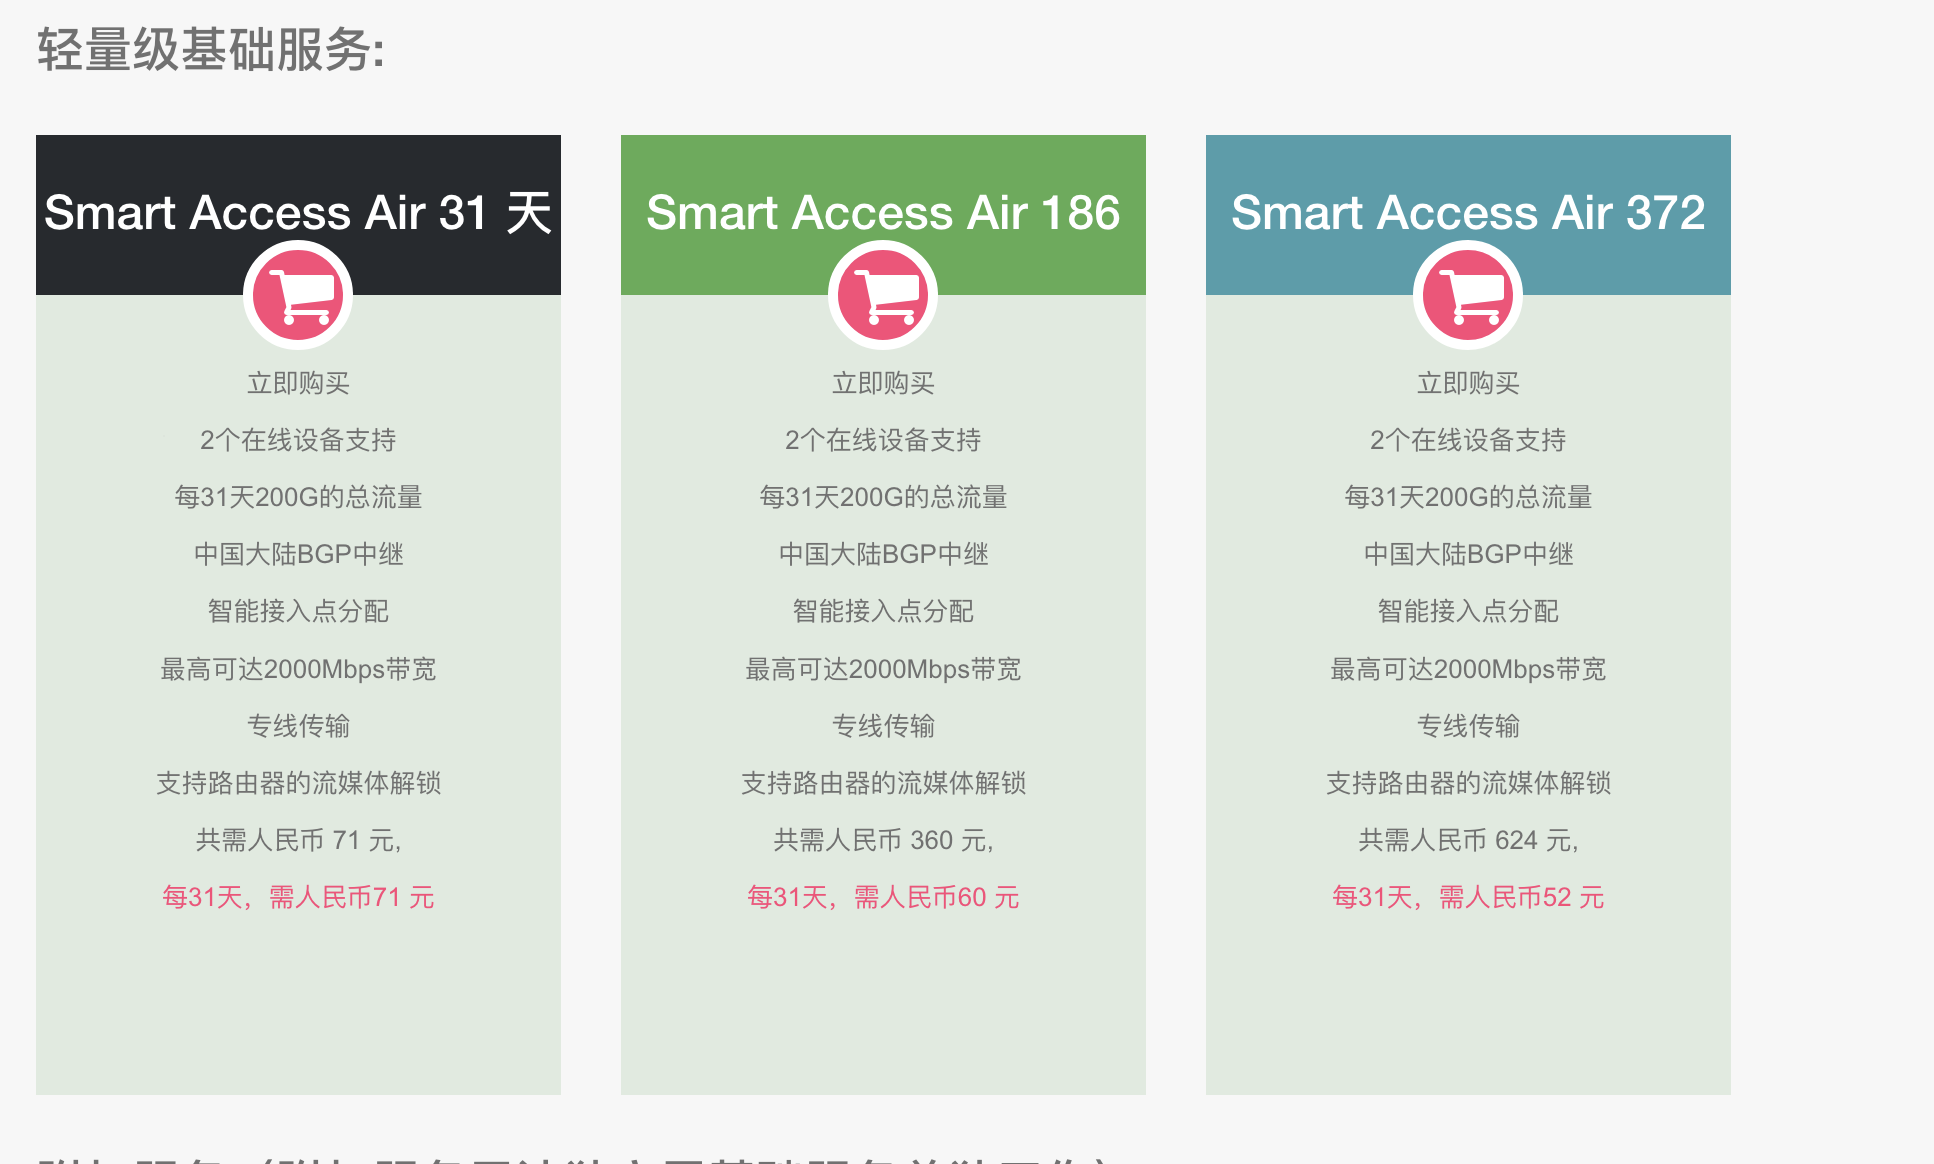 轻量级基础服务:
Smart Access Air 31 天
立即购买
2个在线设备支持
每31天200G的总流量
中国大陆BGP中继
智能接入点分配
最高可达2000Mbps带宽
专线传输
支持路由器的流媒体解锁
共需人民币 71 元,
每31天，需人民币71 元
Smart Access Air 186
立即购买
2个在线设备支持
每31天200G的总流量
中国大陆BGP中继
智能接入点分配
最高可达2000Mbps带宽
专线传输
支持路由器的流媒体解锁
共需人民币 360 元,
每31天，需人民币60 元
Smart Access Air 372
立即购买
2个在线设备支持
每31天200G的总流量
中国大陆BGP中继
智能接入点分配
最高可达2000Mbps带宽
专线传输
支持路由器的流媒体解锁
共需人民币 624 元,
每31天，需人民币52 元